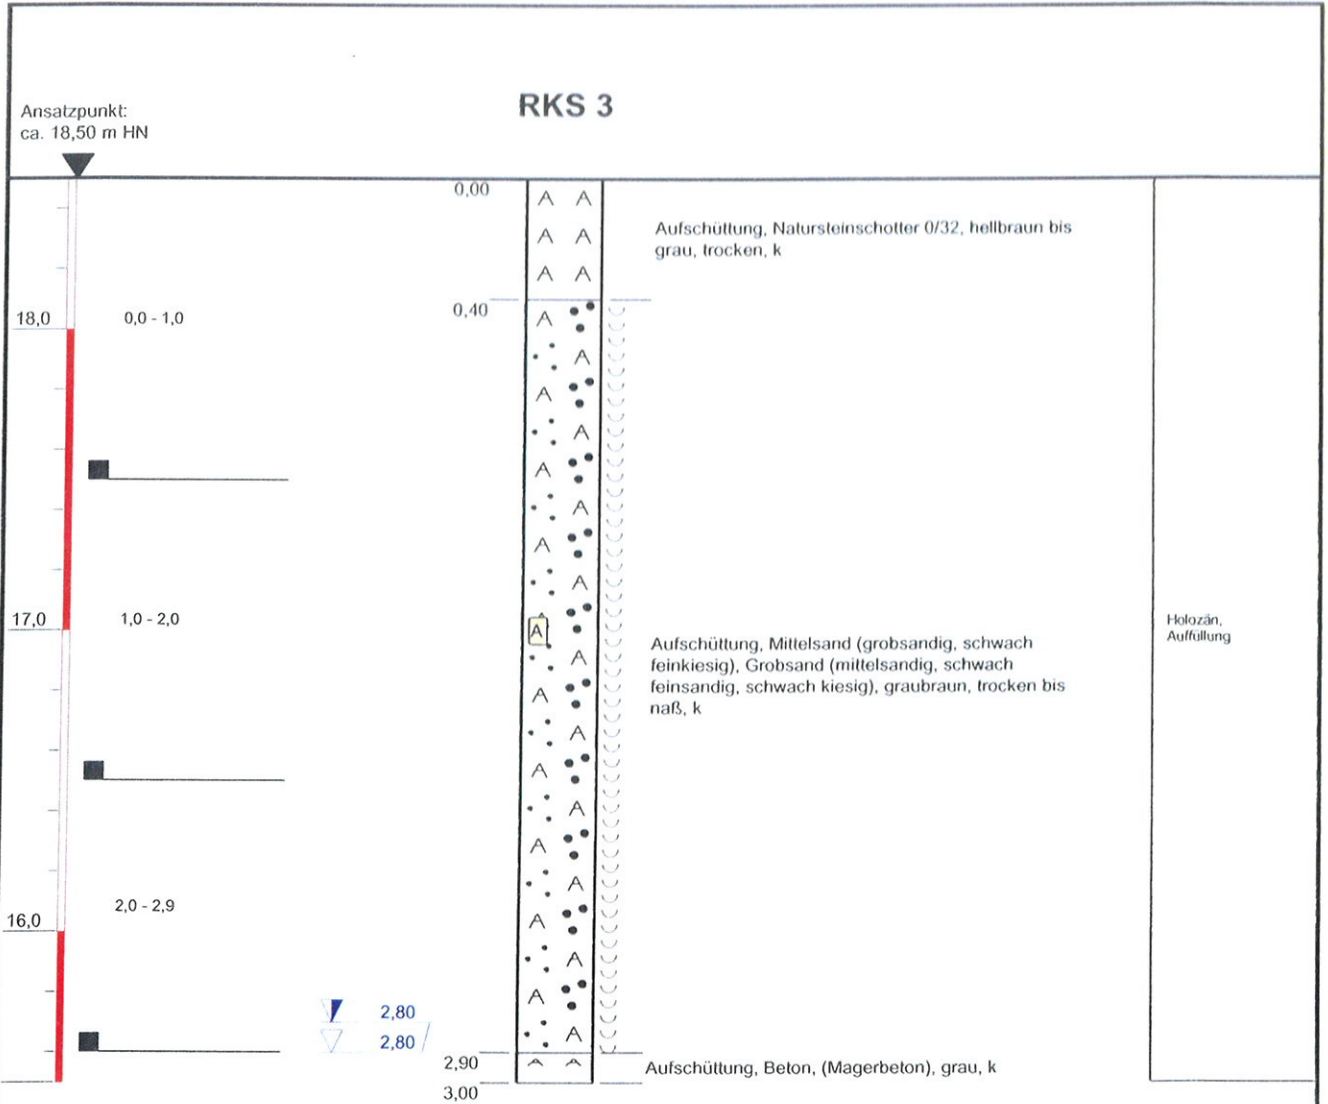 Ansatzpunkt:
ca. 18,50 m HN
RKS 3
0,00
A A
Aufschüttung, Natursteinschotter 0/32, hellbraun bis
grau, trocken, k
A A
A A
0,40
18,0
0,0 - 1,0
A
A
A
A
A
A
A
A
17,0
1,0 - 2,0
A
Holozän,
Auffüllung
Aufschüttung, Mittelsand (grobsandig, schwach
feinkiesig), Grobsand (mittelsandig, schwach
feinsandig, schwach kiesig), graubraun, trocken bis
naß, k
A
A
A
A
A
A
A
2,0 - 2,9
16,0
A
A
A
2,80
2,80
A
2,90
A A
Aufschüttung, Beton, (Magerbeton), grau, k
3,00